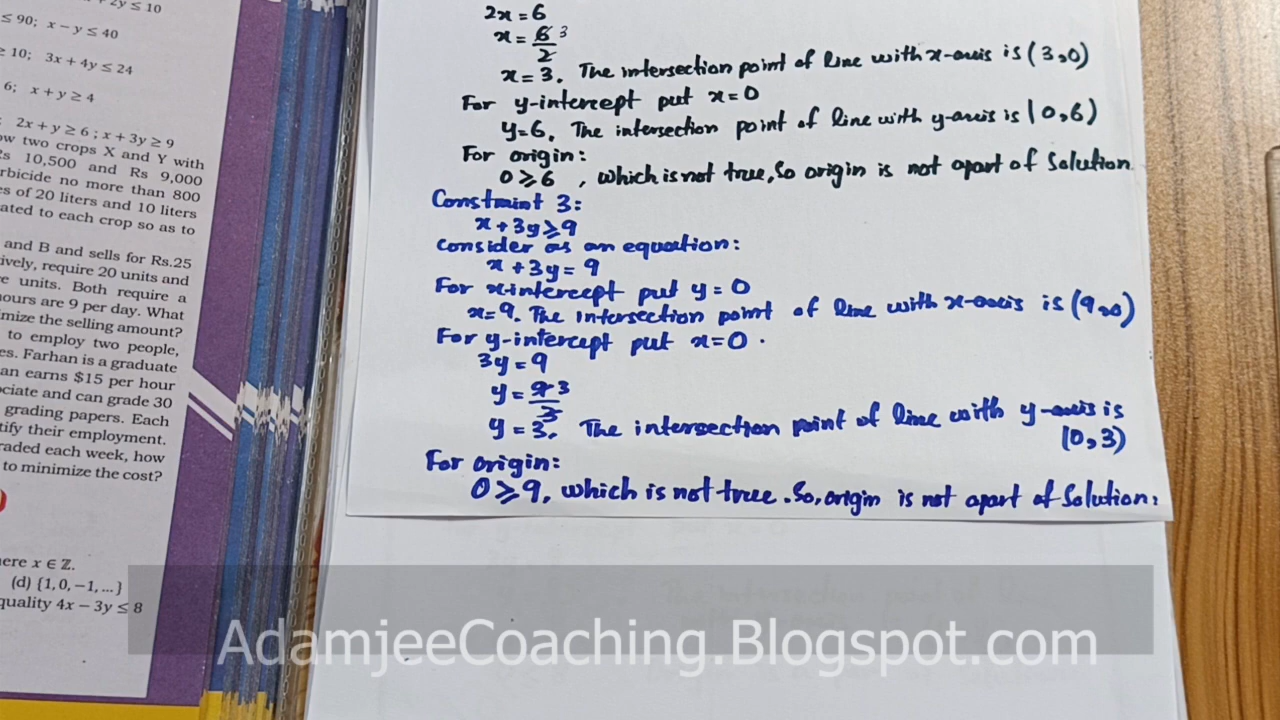 2y ≤ 10
≤ 90; x − y ≤ 40
≥ 10; 3x + 4y ≤ 24
6; x + y ≥ 4
2x + y ≥ 6 ; x + 3y ≥ 9
ow two crops X and Y with
Rs 10,500 and Rs 9,000
rbicide no more than 800
es of 20 liters and 10 liters
ated to each crop so as to
and B and sells for Rs.25
tively, require 20 units and
re units. Both require a
hours are 9 per day. What
imize the selling amount?
to employ two people,
es. Farhan is a graduate
an earns $15 per hour
ociate and can grade 30
grading papers. Each
tify their employment.
raded each week, how
to minimize the cost?
ere x ∈ ℤ.
(d) {1, 0, −1, ...}
quality 4x − 3y ≤ 8
2x = 6
x = 6 3
2
x = 3. The intersection point of line with x-axis is (3,0)
For y-intercept put x = 0
y=6. The intersection point of line with y-axis is (0,6)
For origin:
0 ≥ 6 , which is not true, So origin is not apart of Solution
Constraint 3:
x + 3y ≥ 9
consider as an equation:
x + 3y = 9
For x-intercept put y = 0
x = 9. The intersection point of line with x-axis is (9,0)
For y-intercept put x = 0 .
3y = 9
y = 9 3
3
y = 3. The intersection point of line with y-axis is
(0,3)
For origin:
0 ≥ 9, which is not true. So, origin is not apart of Solution.
AdamjeeCoaching.Blogspot.com